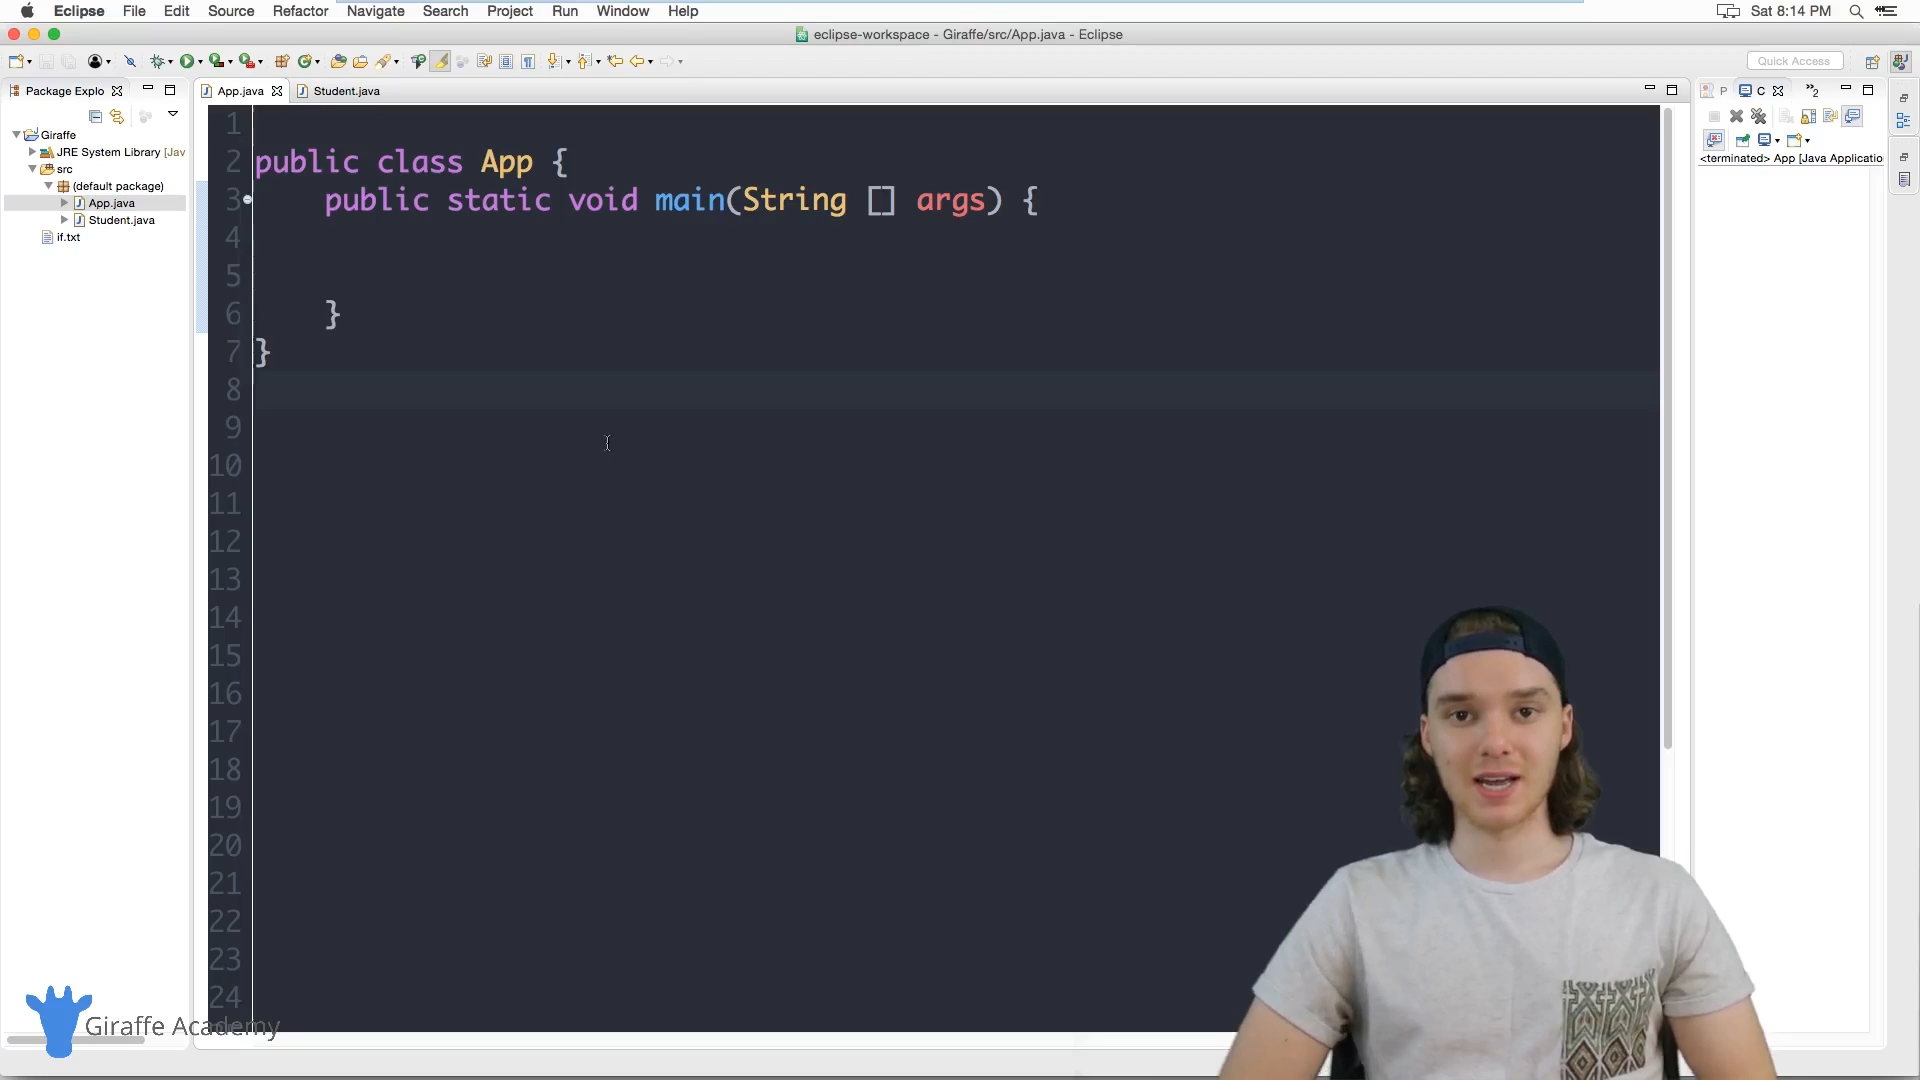 Eclipse File Edit Source Refactor Navigate Search Project Run Window Help Sat 8:14 PM
eclipse-workspace - Giraffe/src/App.java - Eclipse
Quick Access
Package Explo App.java Student.java P C »2
Giraffe
JRE System Library [Jav
src
(default package)
App.java
Student.java
if.txt
<terminated> App [Java Applicatio
1
2 public class App {
3 public static void main(String [] args) {
4
5
6 }
7 }
8
9
10
11
12
13
14
15
16
17
18
19
20
21
22
23
24
Giraffe Academy